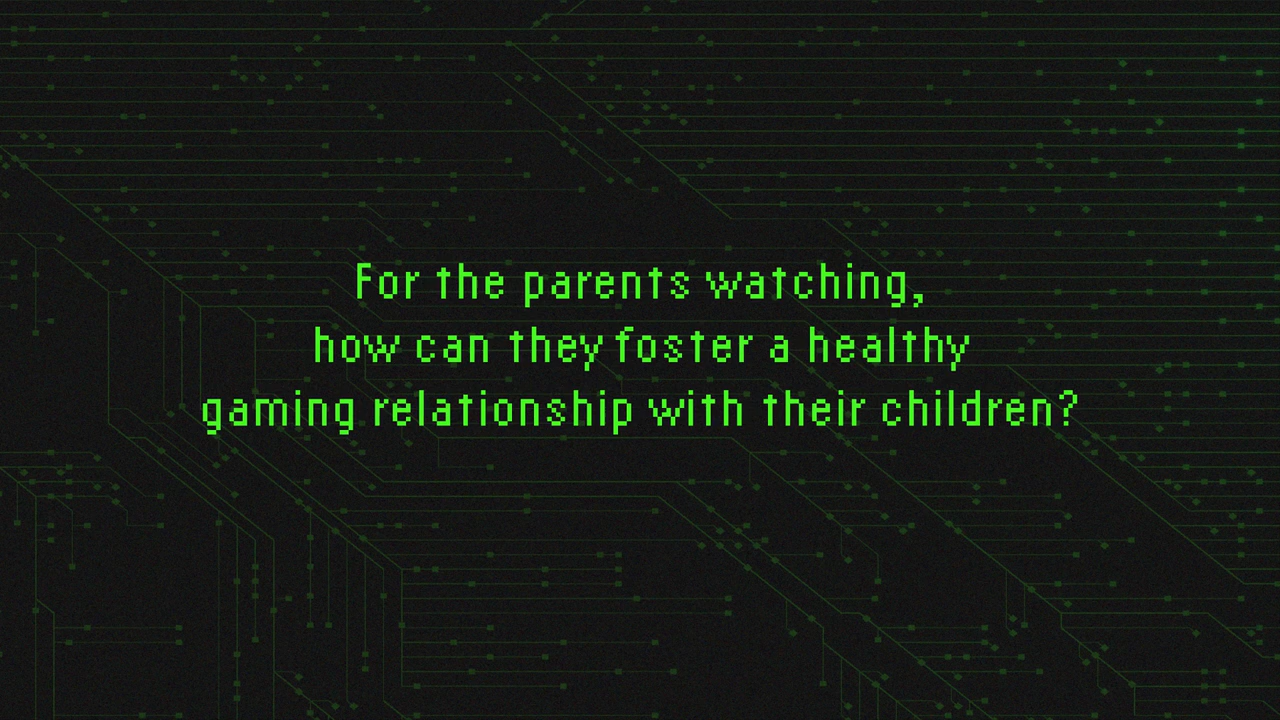 For the parents watching,
how can they foster a healthy
gaming relationship with their children?